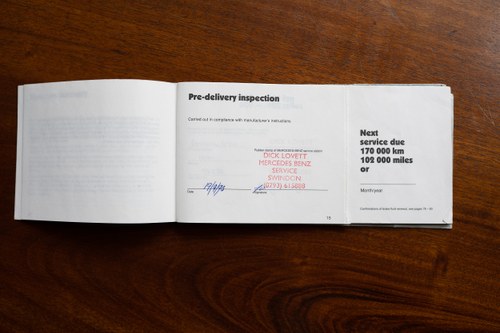 Pre-delivery inspection
Carried out in compliance with manufacturer's instructions.
DICK LOVETT
MERCEDES BENZ
SERVICE
SWINDON
Date
Signature
Next
service due
170 000 km
102 000 miles
or
Month/year